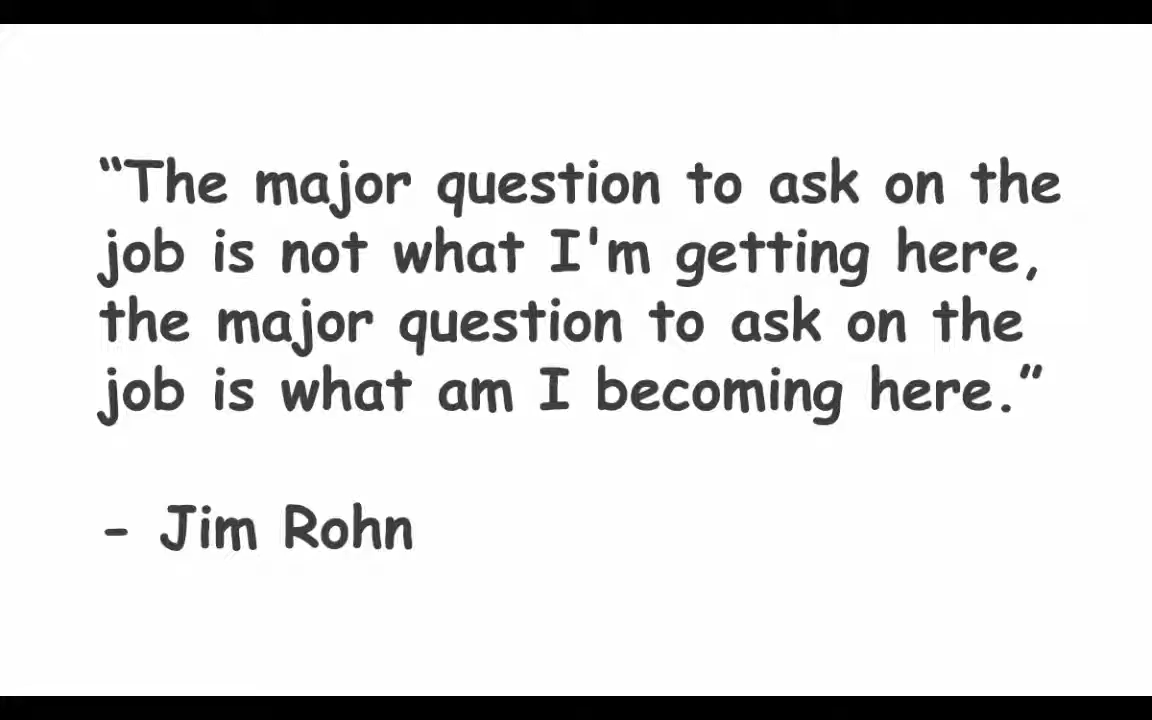 “The major question to ask on the
job is not what I'm getting here,
the major question to ask on the
job is what am I becoming here.”
- Jim Rohn